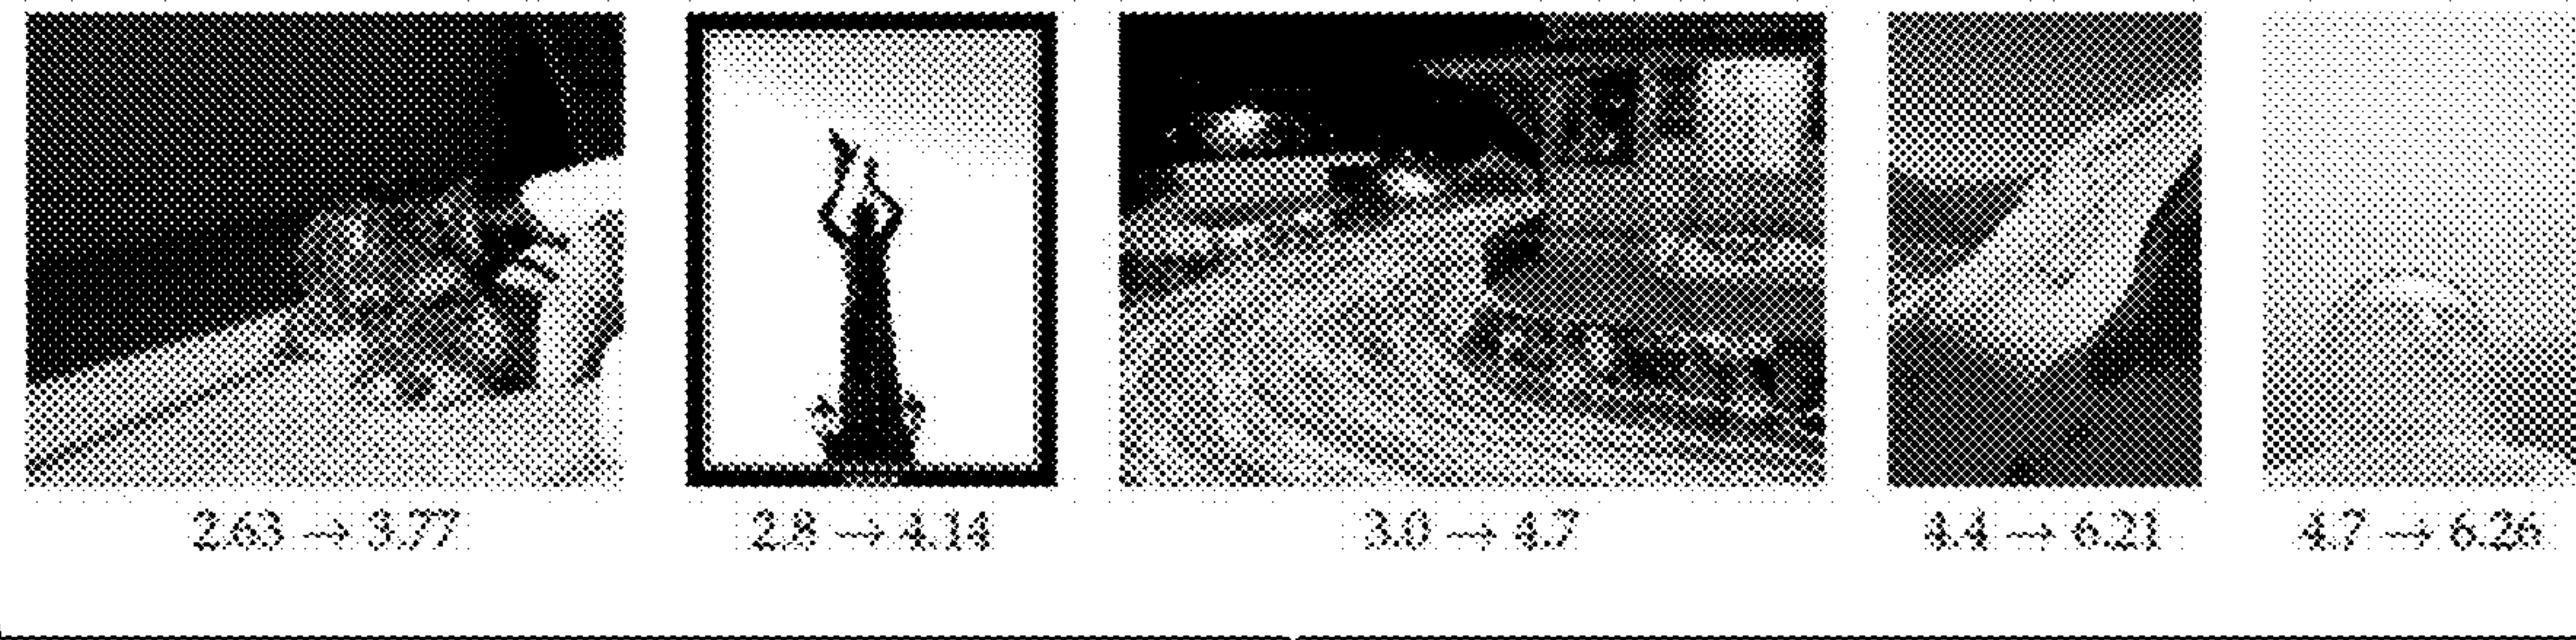 2.63 → 3.77
2.8 → 4.14
3.0 → 4.7
4.4 → 6.21
4.7 → 6.26